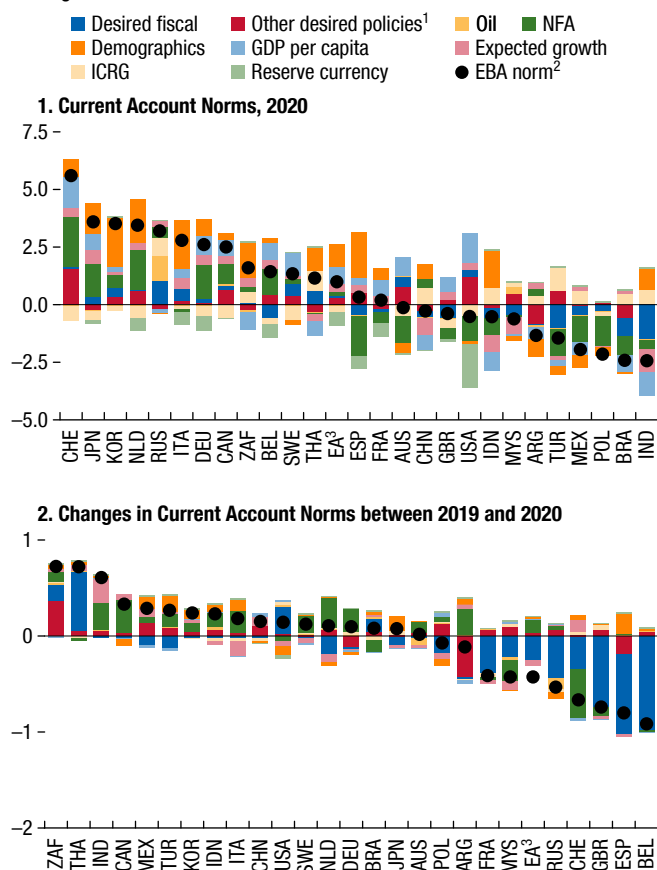 Desired fiscal Other desired policies1 Oil NFA
Demographics GDP per capita Expected growth
ICRG Reserve currency EBA norm2
1. Current Account Norms, 2020
7.5
5.0
2.5
0.0
−2.5
−5.0
CHE JPN KOR NLD RUS ITA DEU CAN ZAF BEL SWE THA EA3 ESP FRA AUS CHN GBR USA IDN MYS ARG TUR MEX POL BRA IND
2. Changes in Current Account Norms between 2019 and 2020
1
0
−1
−2
ZAF THA IND CAN MEX TUR KOR IDN ITA CHN USA SWE NLD DEU BRA JPN AUS POL ARG FRA MYS EA3 RUS CHE GBR ESP BEL